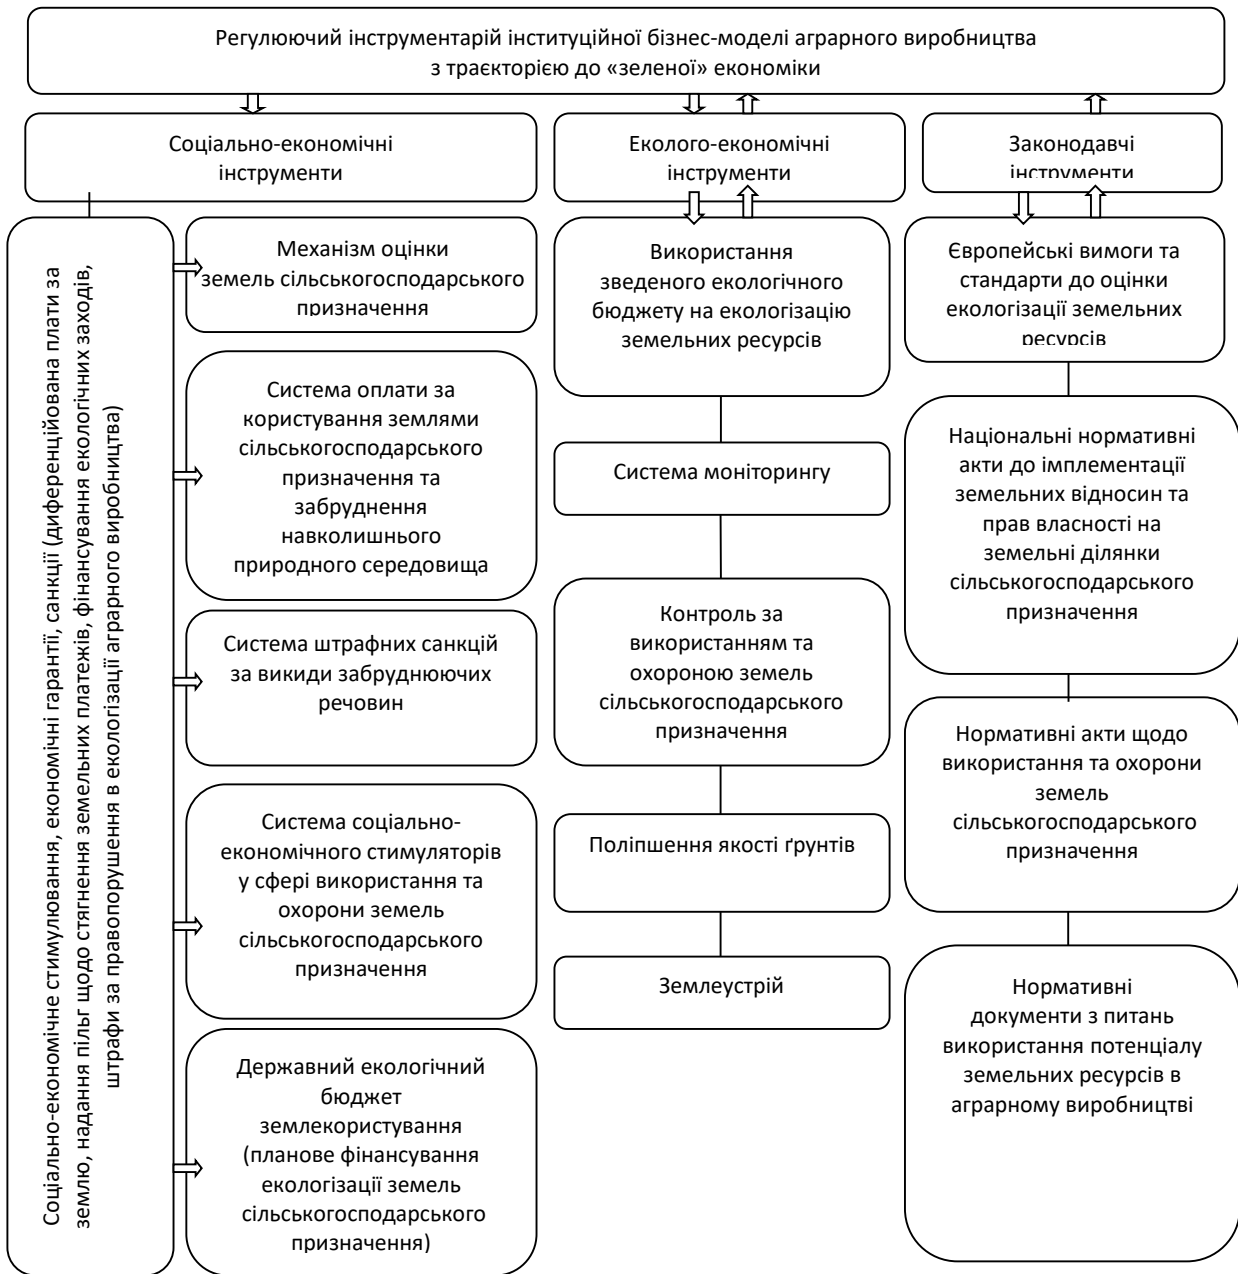 Регулюючий інструментарій інституційної бізнес-моделі аграрного виробництва
з траєкторією до «зеленої» економіки
Соціально-економічні
інструменти
Еколого-економічні
інструменти
Законодавчі
інструменти
Соціально-економічне стимулювання, економічні гарантії, санкції (диференційована плати за
землю, надання пільг щодо стягнення земельних платежів, фінансування екологічних заходів,
штрафи за правопорушення в екологізації аграрного виробництва)
Механізм оцінки
земель сільськогосподарського
призначення
Система оплати за
користування землями
сільськогосподарського
призначення та
забруднення
навколишнього
природного середовища
Система штрафних санкцій
за викиди забруднюючих
речовин
Система соціально-
економічного стимуляторів
у сфері використання та
охорони земель
сільськогосподарського
призначення
Державний екологічний
бюджет
землекористування
(планове фінансування
екологізації земель
сільськогосподарського
призначення)
Використання
зведеного екологічного
бюджету на екологізацію
земельних ресурсів
Система моніторингу
Контроль за
використанням та
охороною земель
сільськогосподарського
призначення
Поліпшення якості ґрунтів
Землеустрій
Європейські вимоги та
стандарти до оцінки
екологізації земельних
ресурсів
Національні нормативні
акти до імплементації
земельних відносин та
прав власності на
земельні ділянки
сільськогосподарського
призначення
Нормативні акти щодо
використання та охорони
земель
сільськогосподарського
призначення
Нормативні
документи з питань
використання потенціалу
земельних ресурсів в
аграрному виробництві